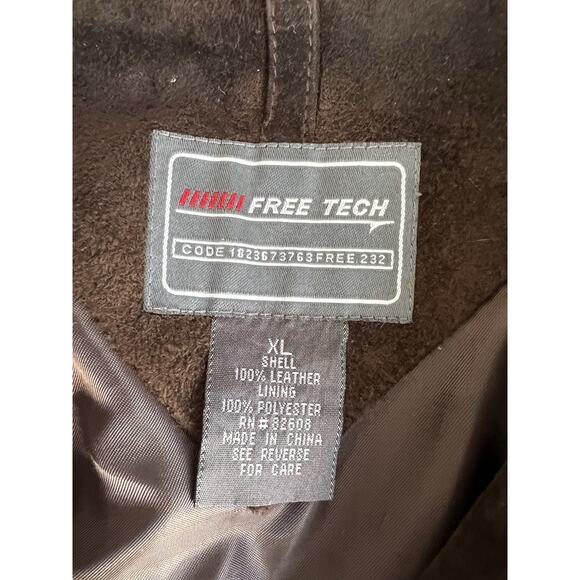 FREE TECH
CODE 1823673763FREE.232
XL
SHELL
100% LEATHER
LINING
100% POLYESTER
RN# 82608
MADE IN CHINA
SEE REVERSE
FOR CARE